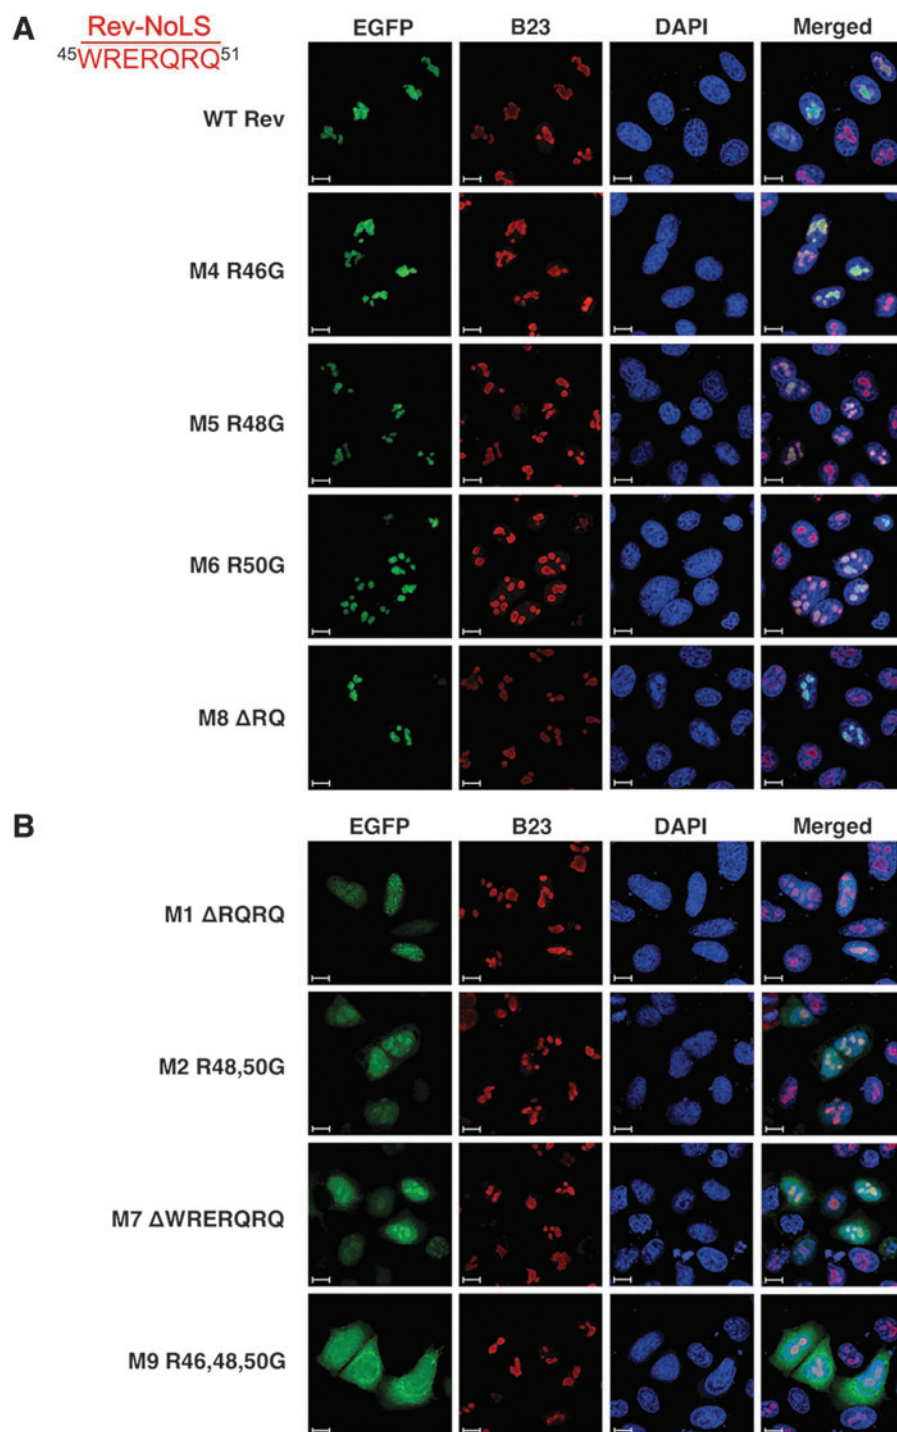 A
Rev-NoLS
45WRERQRQ51
EGFP B23 DAPI Merged
WT Rev
M4 R46G
M5 R48G
M6 R50G
M8 ΔRQ
B
EGFP B23 DAPI Merged
M1 ΔRQRQ
M2 R48,50G
M7 ΔWRERQRQ
M9 R46,48,50G